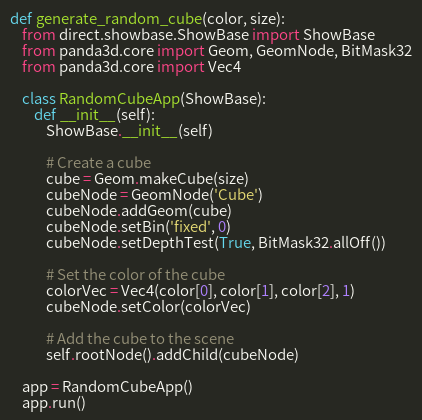 def generate_random_cube(color, size):
    from direct.showbase.ShowBase import ShowBase
    from panda3d.core import Geom, GeomNode, BitMask32
    from panda3d.core import Vec4

    class RandomCubeApp(ShowBase):
        def __init__(self):
            ShowBase.__init__(self)

            # Create a cube
            cube = Geom.makeCube(size)
            cubeNode = GeomNode('Cube')
            cubeNode.addGeom(cube)
            cubeNode.setBin('fixed', 0)
            cubeNode.setDepthTest(True, BitMask32.allOff())

            # Set the color of the cube
            colorVec = Vec4(color[0], color[1], color[2], 1)
            cubeNode.setColor(colorVec)

            # Add the cube to the scene
            self.rootNode().addChild(cubeNode)

    app = RandomCubeApp()
    app.run()